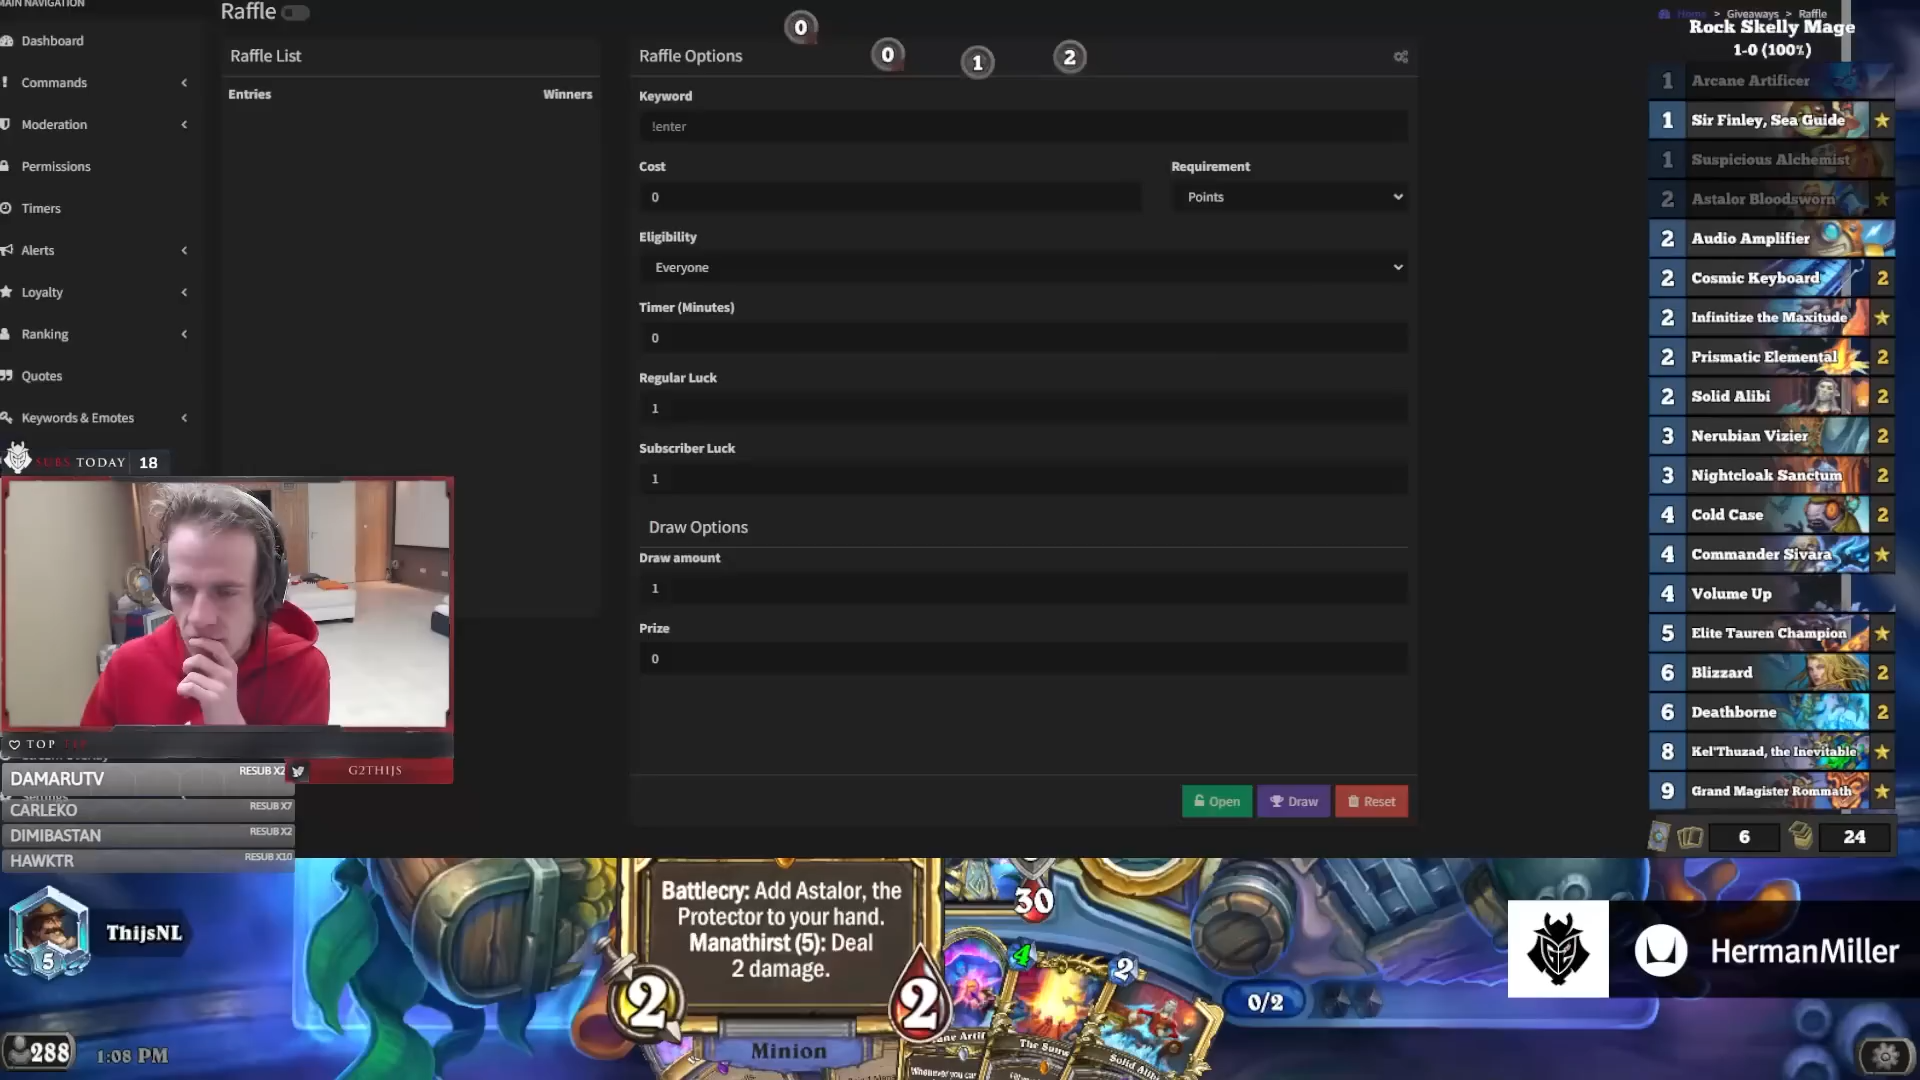 MAIN NAVIGATION
Dashboard
Commands
Moderation
Permissions
Timers
Alerts
Loyalty
Ranking
Quotes
Keywords & Emotes
SUBS TODAY 18
TOP
DAMARUTV RESUB X2
G2THIJS
CARLEKO RESUB X7
DIMIBASTAN RESUB X2
HAWKTR RESUB X10
ThijsNL
5
288 1:08 PM
Raffle
Raffle List
Entries Winners
0
0
1
2
Raffle Options
Keyword
!enter
Cost
0
Requirement
Points
Eligibility
Everyone
Timer (Minutes)
0
Regular Luck
1
Subscriber Luck
1
Draw Options
Draw amount
1
Prize
0
Open Draw Reset
Battlecry: Add Astalor, the
Protector to your hand.
Manathirst (5): Deal
2 damage.
2 2
Minion
30
4
2
Solid Alibi
0/2
Home > Giveaways > Raffle
Rock Skelly Mage
1-0 (100%)
1 Arcane Artificer
1 Sir Finley, Sea Guide
1 Suspicious Alchemist
2 Astalor Bloodsworn
2 Audio Amplifier
2 Cosmic Keyboard 2
2 Infinitize the Maxitude
2 Prismatic Elemental 2
2 Solid Alibi 2
3 Nerubian Vizier 2
3 Nightcloak Sanctum 2
4 Cold Case 2
4 Commander Sivara
4 Volume Up
5 Elite Tauren Champion
6 Blizzard 2
6 Deathborne 2
8 Kel'Thuzad, the Inevitable
9 Grand Magister Rommath
6 24
HermanMiller